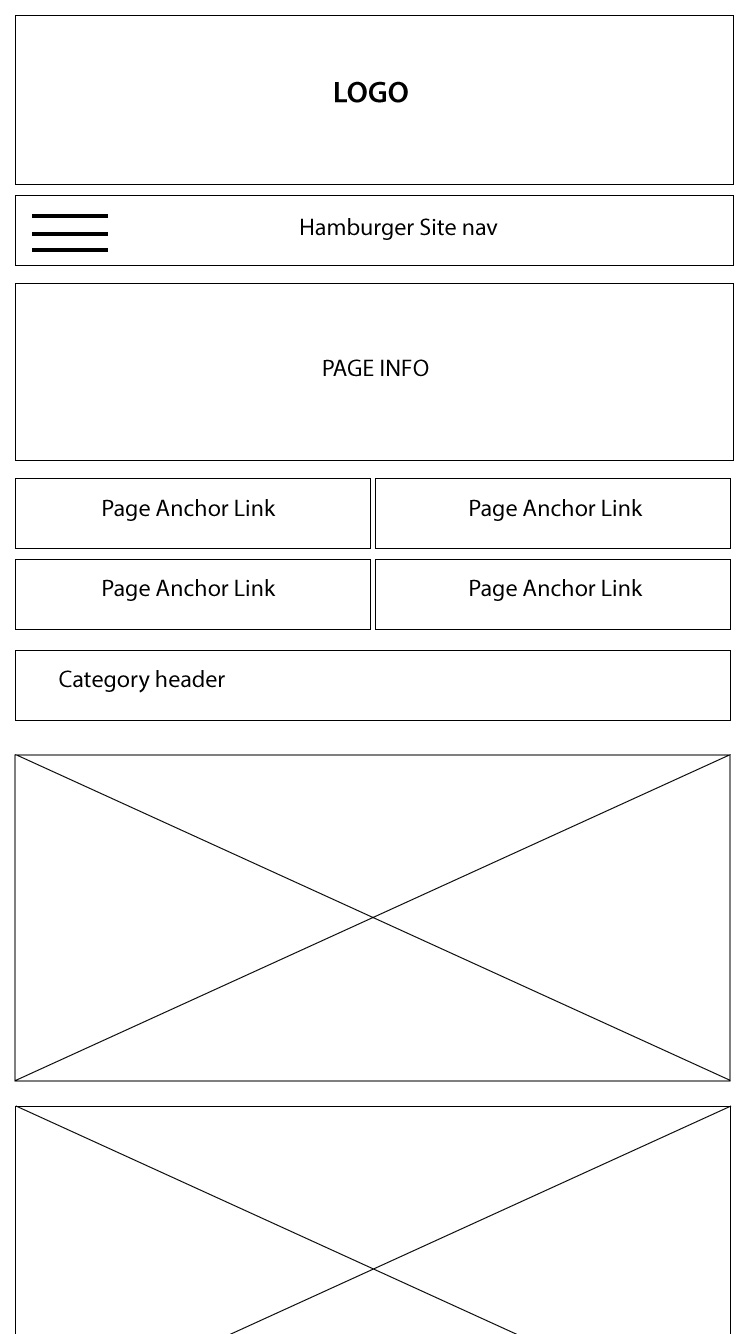 LOGO
Hamburger Site nav
PAGE INFO
Page Anchor Link
Page Anchor Link
Page Anchor Link
Page Anchor Link
Category header